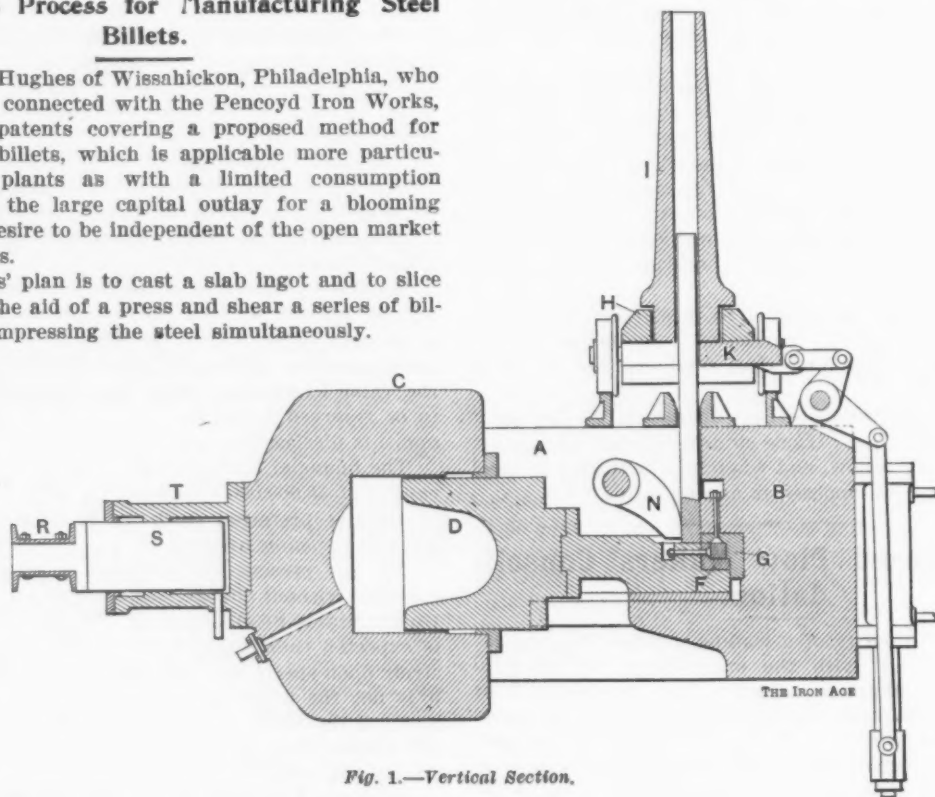 Process for Manufacturing Steel
Billets.
Hughes of Wissahickon, Philadelphia, who
connected with the Pencoyd Iron Works,
patents covering a proposed method for
billets, which is applicable more particu-
plants as with a limited consumption
the large capital outlay for a blooming
esire to be independent of the open market
s.
s' plan is to cast a slab ingot and to slice
he aid of a press and shear a series of bil-
mpressing the steel simultaneously.
I
H
K
C
A
T
D
N
B
R
S
G
F
THE IRON AGE
Fig. 1.—Vertical Section.